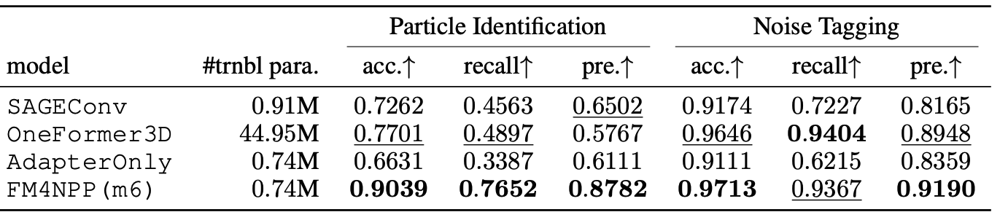 Particle Identification Noise Tagging
model #trnbl para. acc.↑ recall↑ pre.↑ acc.↑ recall↑ pre.↑
SAGEConv 0.91M 0.7262 0.4563 0.6502 0.9174 0.7227 0.8165
OneFormer3D 44.95M 0.7701 0.4897 0.5767 0.9646 0.9404 0.8948
AdapterOnly 0.74M 0.6631 0.3387 0.6111 0.9111 0.6215 0.8359
FM4NPP(m6) 0.74M 0.9039 0.7652 0.8782 0.9713 0.9367 0.9190